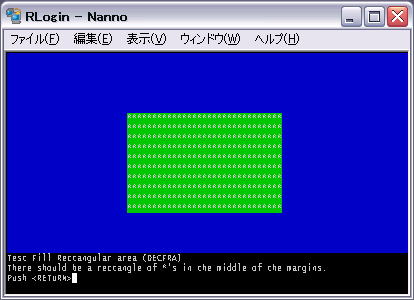 RLogin - Nanno
ファイル(F) 編集(E) 表示(V) ウィンドウ(W) ヘルプ(H)
Test Fill Rectangular area (DECFRA)
There should be a rectangle of *'s in the middle of the margins.
Push <RETURN>